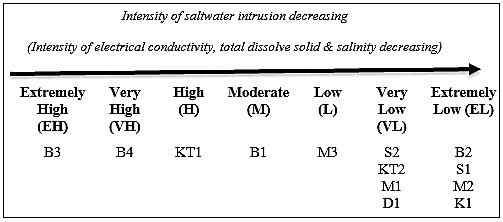 Intensity of saltwater intrusion decreasing
(Intensity of electrical conductivity, total dissolve solid & salinity decreasing)
Extremely Very High Moderate Low Very Extremely
High High (H) (M) (L) Low Low (EL)
(EH) (VH) (VL)
B3 B4 KT1 B1 M3 S2 B2
KT2 S1
M1 M2
D1 K1